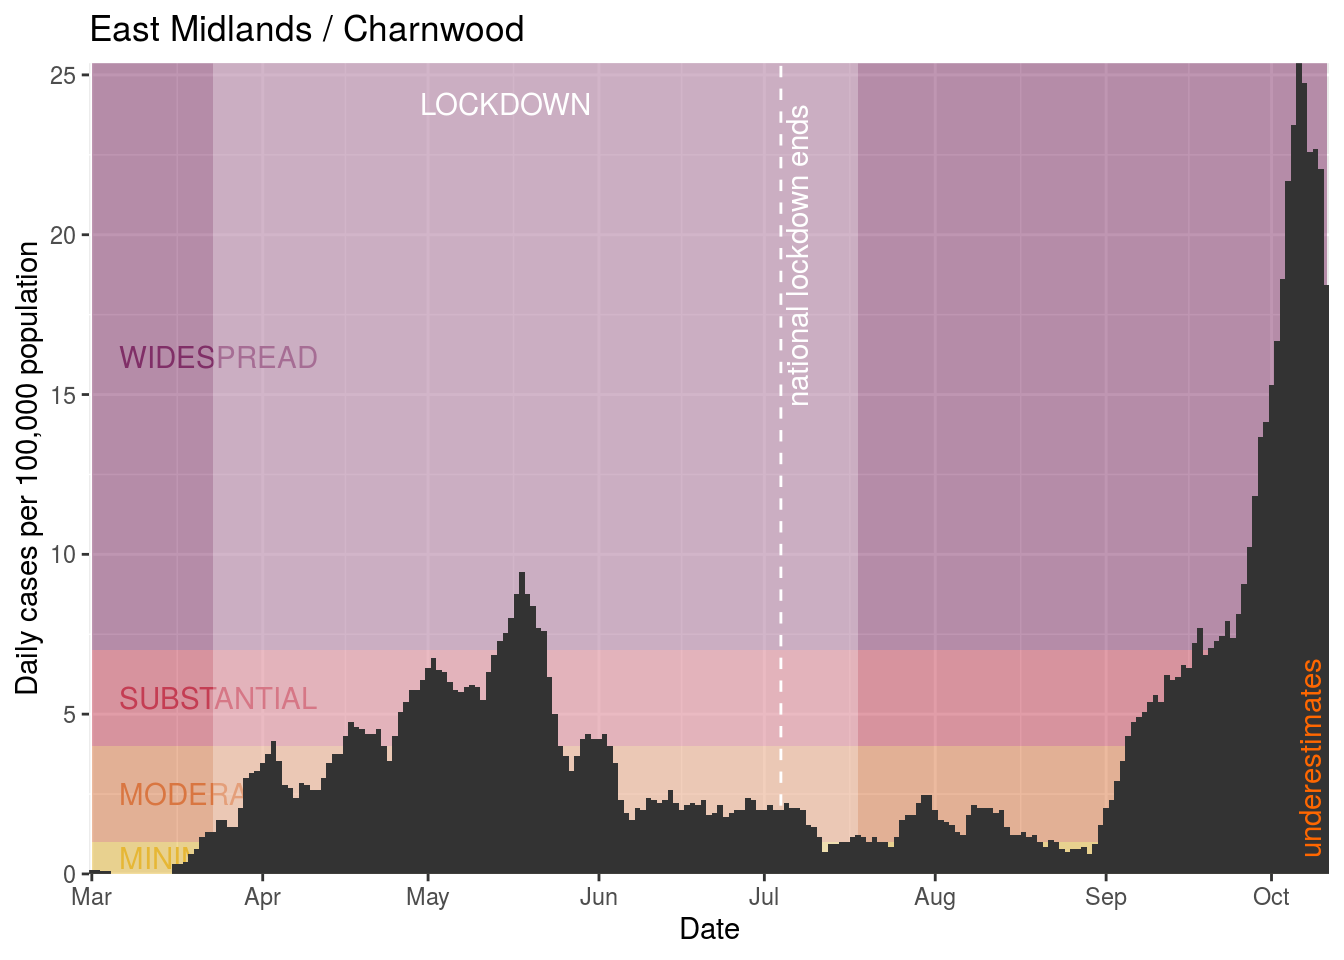 East Midlands / Charnwood
Daily cases per 100,000 population
25
20
15
10
5
0
LOCKDOWN
national lockdown ends
WIDESPREAD
SUBSTANTIAL
MODERA
MINI
underestimates
Mar Apr May Jun Jul Aug Sep Oct
Date